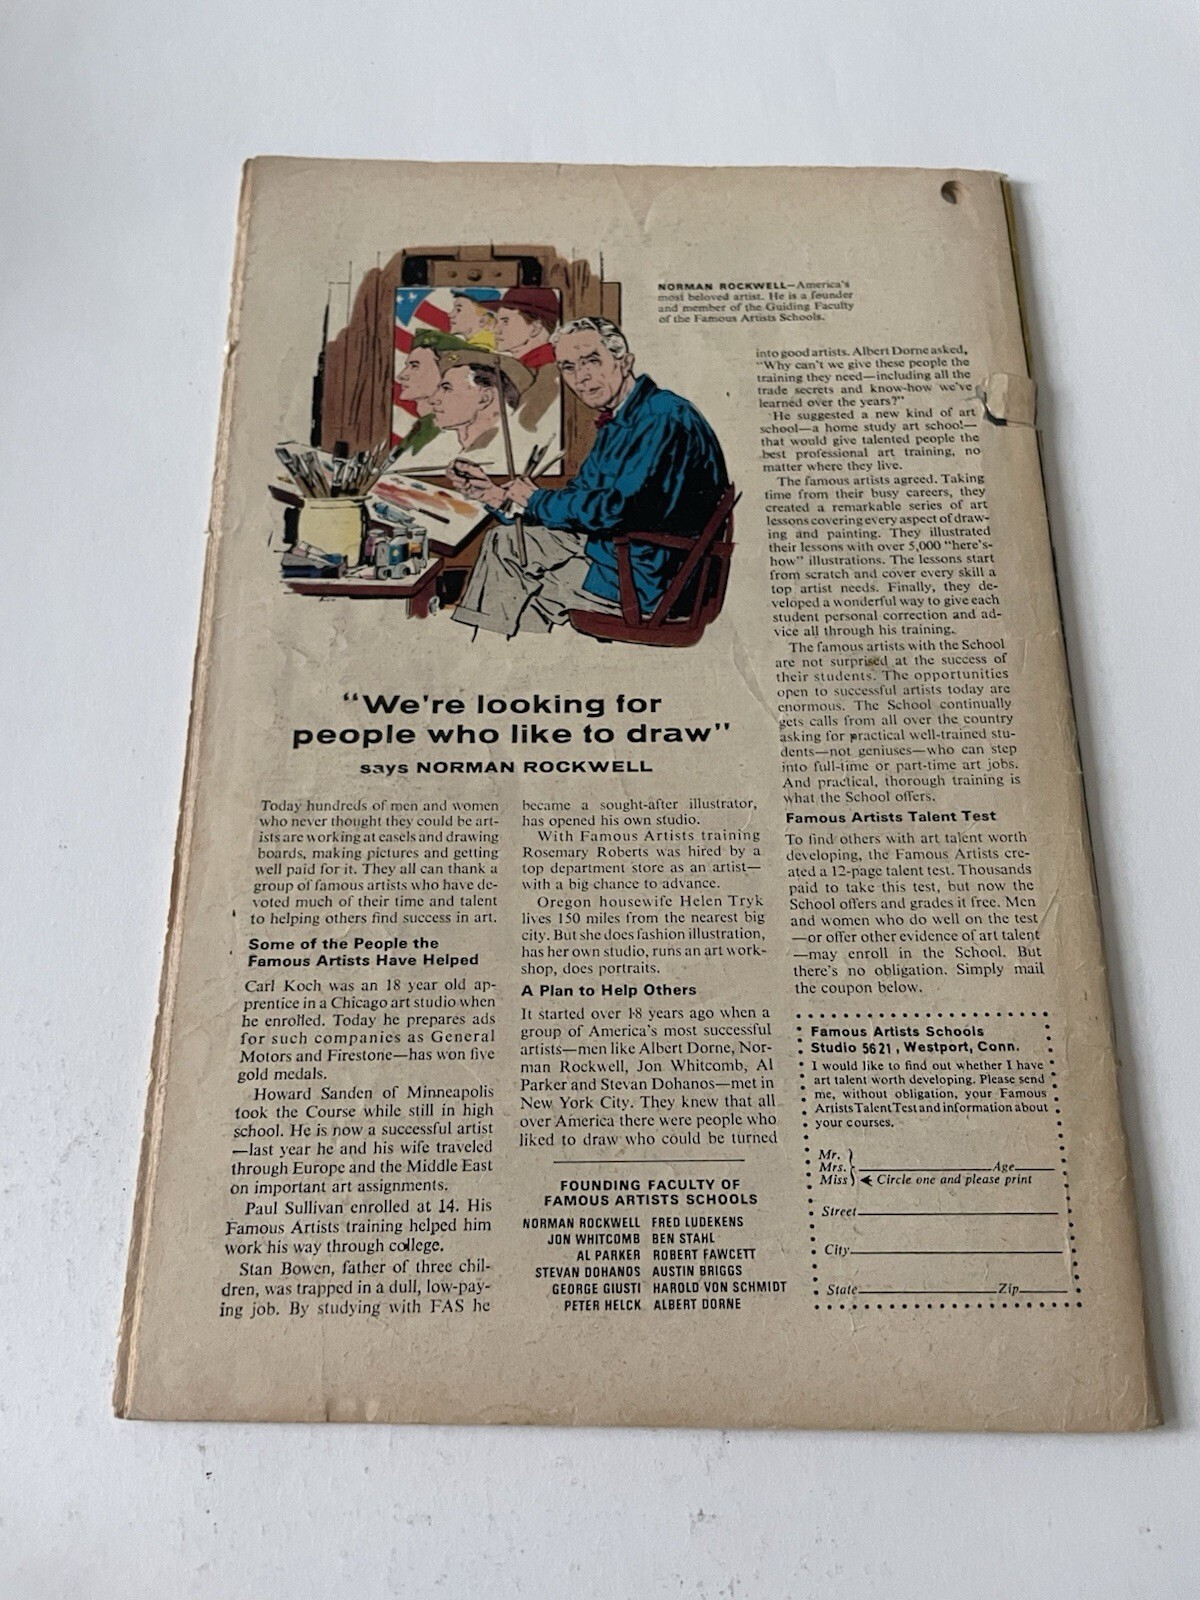 NORMAN ROCKWELL—America's
most beloved artist. He is a founder
and member of the Guiding Faculty
of the Famous Artists Schools.
"We're looking for
people who like to draw"
says NORMAN ROCKWELL
Today hundreds of men and women
who never thought they could be art-
ists are working at easels and drawing
boards, making pictures and getting
well paid for it. They all can thank a
group of famous artists who have de-
voted much of their time and talent
to helping others find success in art.
Some of the People the
Famous Artists Have Helped
Carl Koch was an 18 year old ap-
prentice in a Chicago art studio when
he enrolled. Today he prepares ads
for such companies as General
Motors and Firestone—has won five
gold medals.
Howard Sanden of Minneapolis
took the Course while still in high
school. He is now a successful artist
—last year he and his wife traveled
through Europe and the Middle East
on important art assignments.
Paul Sullivan enrolled at 14. His
Famous Artists training helped him
work his way through college.
Stan Bowen, father of three chil-
dren, was trapped in a dull, low-pay-
ing job. By studying with FAS he
became a sought-after illustrator,
has opened his own studio.
With Famous Artists training
Rosemary Roberts was hired by a
top department store as an artist—
with a big chance to advance.
Oregon housewife Helen Tryk
lives 150 miles from the nearest big
city. But she does fashion illustration,
has her own studio, runs an art work-
shop, does portraits.
A Plan to Help Others
It started over 18 years ago when a
group of America's most successful
artists—men like Albert Dorne, Nor-
man Rockwell, Jon Whitcomb, Al
Parker and Stevan Dohanos—met in
New York City. They knew that all
over America there were people who
liked to draw who could be turned
into good artists. Albert Dorne asked,
"Why can't we give these people the
training they need—including all the
trade secrets and know-how we've
learned over the years?"
He suggested a new kind of art
school—a home study art school—
that would give talented people the
best professional art training, no
matter where they live.
The famous artists agreed. Taking
time from their busy careers, they
created a remarkable series of art
lessons covering every aspect of draw-
ing and painting. They illustrated
their lessons with over 5,000 "here's-
how" illustrations. The lessons start
from scratch and cover every skill a
top artist needs. Finally, they de-
veloped a wonderful way to give each
student personal correction and ad-
vice all through his training.
The famous artists with the School
are not surprised at the success of
their students. The opportunities
open to successful artists today are
enormous. The School continually
gets calls from all over the country
asking for practical well-trained stu-
dents—not geniuses—who can step
into full-time or part-time art jobs.
And practical, thorough training is
what the School offers.
Famous Artists Talent Test
To find others with art talent worth
developing, the Famous Artists cre-
ated a 12-page talent test. Thousands
paid to take this test, but now the
School offers and grades it free. Men
and women who do well on the test
—or offer other evidence of art talent
—may enroll in the School. But
there's no obligation. Simply mail
the coupon below.
FOUNDING FACULTY OF
FAMOUS ARTISTS SCHOOLS
NORMAN ROCKWELL FRED LUDEKENS
JON WHITCOMB BEN STAHL
AL PARKER ROBERT FAWCETT
STEVAN DOHANOS AUSTIN BRIGGS
GEORGE GIUSTI HAROLD VON SCHMIDT
PETER HELCK ALBERT DORNE
Famous Artists Schools
Studio 5621, Westport, Conn.
I would like to find out whether I have
art talent worth developing. Please send
me, without obligation, your Famous
Artists Talent Test and information about
your courses.
Mr.
Mrs. Age
Miss Circle one and please print
Street
City
State Zip